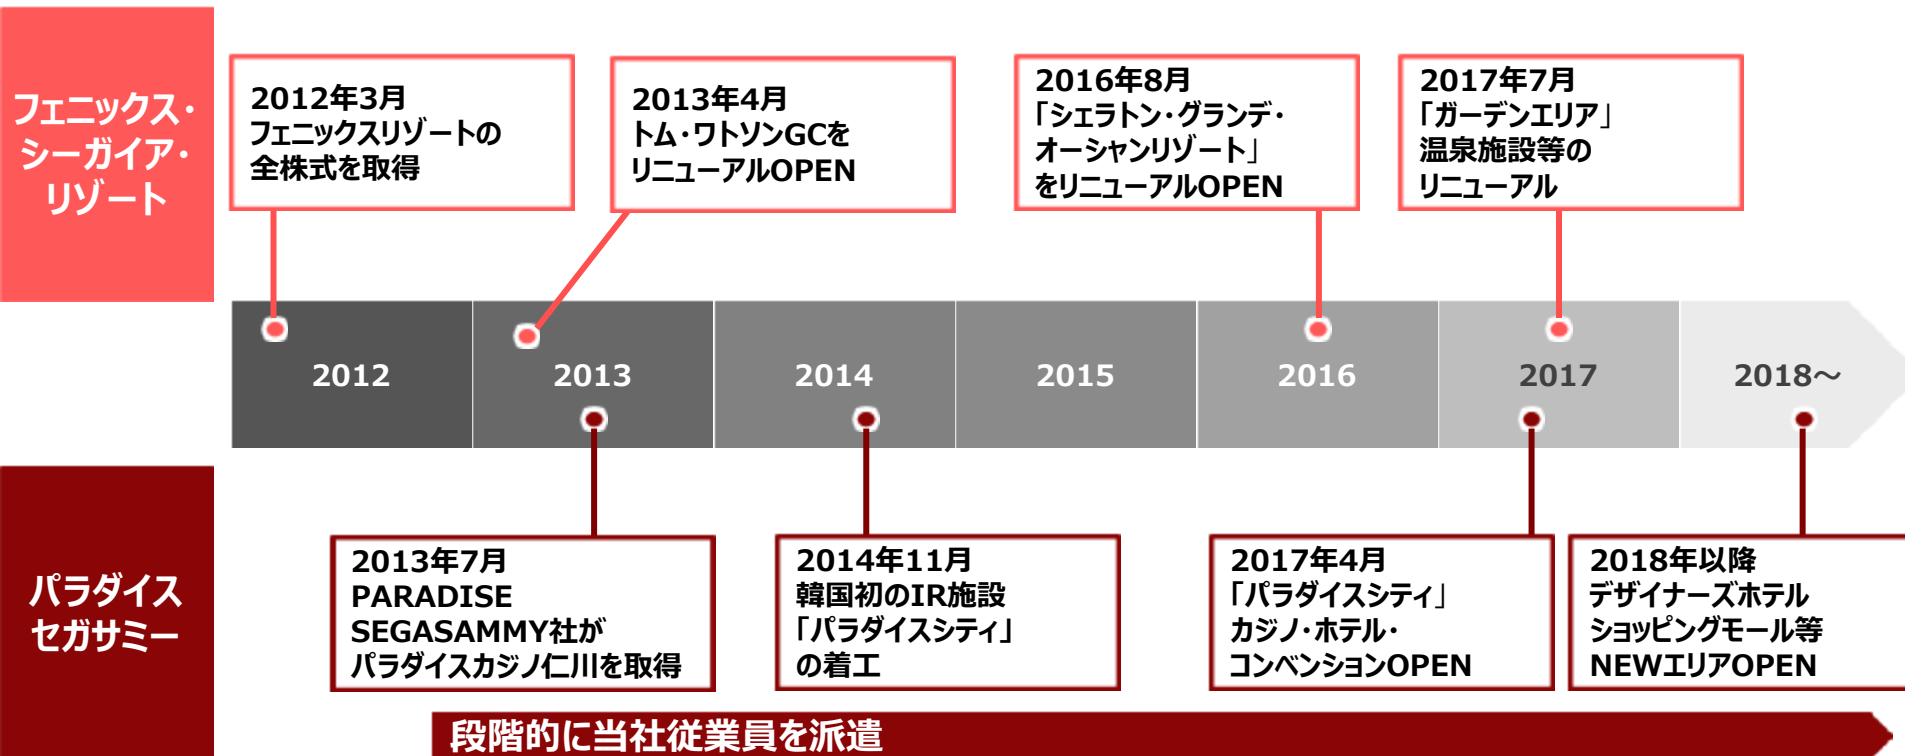 フェニックス・
シーガイア・
リゾート
2012年3月
フェニックスリゾートの
全株式を取得
2013年4月
トム・ワトソンGCを
リニューアルOPEN
2016年8月
「シェラトン・グランデ・
オーシャンリゾート」
をリニューアルOPEN
2017年7月
「ガーデンエリア」
温泉施設等の
リニューアル
2012
2013
2014
2015
2016
2017
2018～
パラダイス
セガサミー
2013年7月
PARADISE
SEGASAMMY社が
パラダイスカジノ仁川を取得
2014年11月
韓国初のIR施設
「パラダイスシティ」
の着工
2017年4月
「パラダイスシティ」
カジノ・ホテル・
コンベンションOPEN
2018年以降
デザイナーズホテル
ショッピングモール等
NEWエリアOPEN
段階的に当社従業員を派遣